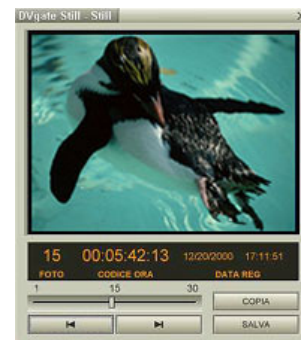 DVgate Still - Still
15 00:05:42:13 12/20/2000 17:11:51
FOTO CODICE ORA DATA REG
1 15 30
COPIA
SALVA